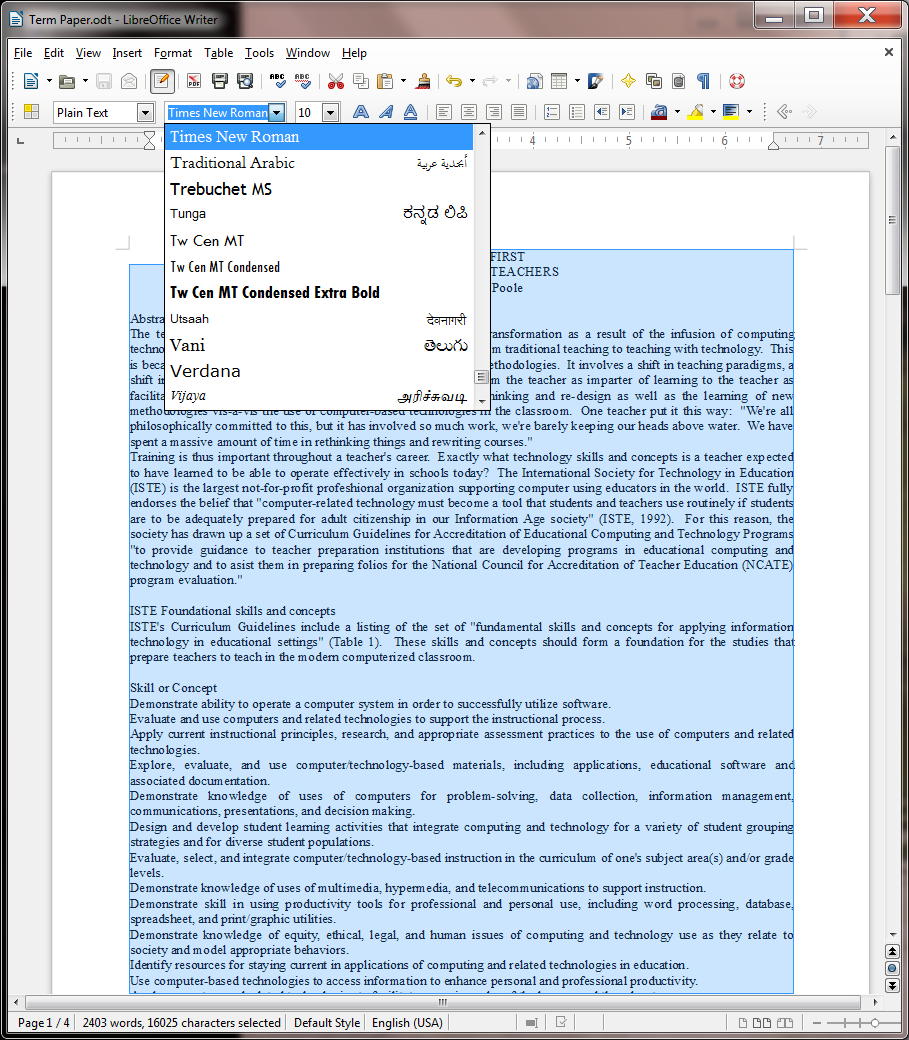 Term Paper.odt - LibreOffice Writer
File Edit View Insert Format Table Tools Window Help
Plain Text Times New Roman 10
4 5 6 7
Times New Roman
Traditional Arabic أبجدية عربية
Trebuchet MS
Tunga ಕನ್ನಡ ಲಿಪಿ
Tw Cen MT
Tw Cen MT Condensed
Tw Cen MT Condensed Extra Bold
Utsaah देवनागरी
Vani తెలుగు
Verdana
Vijaya அரிச்சுவடி
FIRST
TEACHERS
Poole
Abstra
The te ansformation as a result of the infusion of computing
techno m traditional teaching to teaching with technology. This
is beca ethodologies. It involves a shift in teaching paradigms, a
shift in m the teacher as imparter of learning to the teacher as
facilita hinking and re-design as well as the learning of new
methodologies vis-a-vis the use of computer-based technologies in the classroom. One teacher put it this way: "We're all
philosophically committed to this, but it has involved so much work, we're barely keeping our heads above water. We have
spent a massive amount of time in rethinking things and rewriting courses."
Training is thus important throughout a teacher's career. Exactly what technology skills and concepts is a teacher expected
to have learned to be able to operate effectively in schools today? The International Society for Technology in Education
(ISTE) is the largest not-for-profit profeshional organization supporting computer using educators in the world. ISTE fully
endorses the belief that "computer-related technology must become a tool that students and teachers use routinely if students
are to be adequately prepared for adult citizenship in our Information Age society" (ISTE, 1992). For this reason, the
society has drawn up a set of Curriculum Guidelines for Accreditation of Educational Computing and Technology Programs
"to provide guidance to teacher preparation institutions that are developing programs in educational computing and
technology and to asist them in preparing folios for the National Council for Accreditation of Teacher Education (NCATE)
program evaluation."
ISTE Foundational skills and concepts
ISTE's Curriculum Guidelines include a listing of the set of "fundamental skills and concepts for applying information
technology in educational settings" (Table 1). These skills and concepts should form a foundation for the studies that
prepare teachers to teach in the modern computerized classroom.
Skill or Concept
Demonstrate ability to operate a computer system in order to successfully utilize software.
Evaluate and use computers and related technologies to support the instructional process.
Apply current instructional principles, research, and appropriate assessment practices to the use of computers and related
technologies.
Explore, evaluate, and use computer/technology-based materials, including applications, educational software and
associated documentation.
Demonstrate knowledge of uses of computers for problem-solving, data collection, information management,
communications, presentations, and decision making.
Design and develop student learning activities that integrate computing and technology for a variety of student grouping
strategies and for diverse student populations.
Evaluate, select, and integrate computer/technology-based instruction in the curriculum of one's subject area(s) and/or grade
levels.
Demonstrate knowledge of uses of multimedia, hypermedia, and telecommunications to support instruction.
Demonstrate skill in using productivity tools for professional and personal use, including word processing, database,
spreadsheet, and print/graphic utilities.
Demonstrate knowledge of equity, ethical, legal, and human issues of computing and technology use as they relate to
society and model appropriate behaviors.
Identify resources for staying current in applications of computing and related technologies in education.
Use computer-based technologies to access information to enhance personal and professional productivity.
Page 1 / 4 2403 words, 16025 characters selected Default Style English (USA)